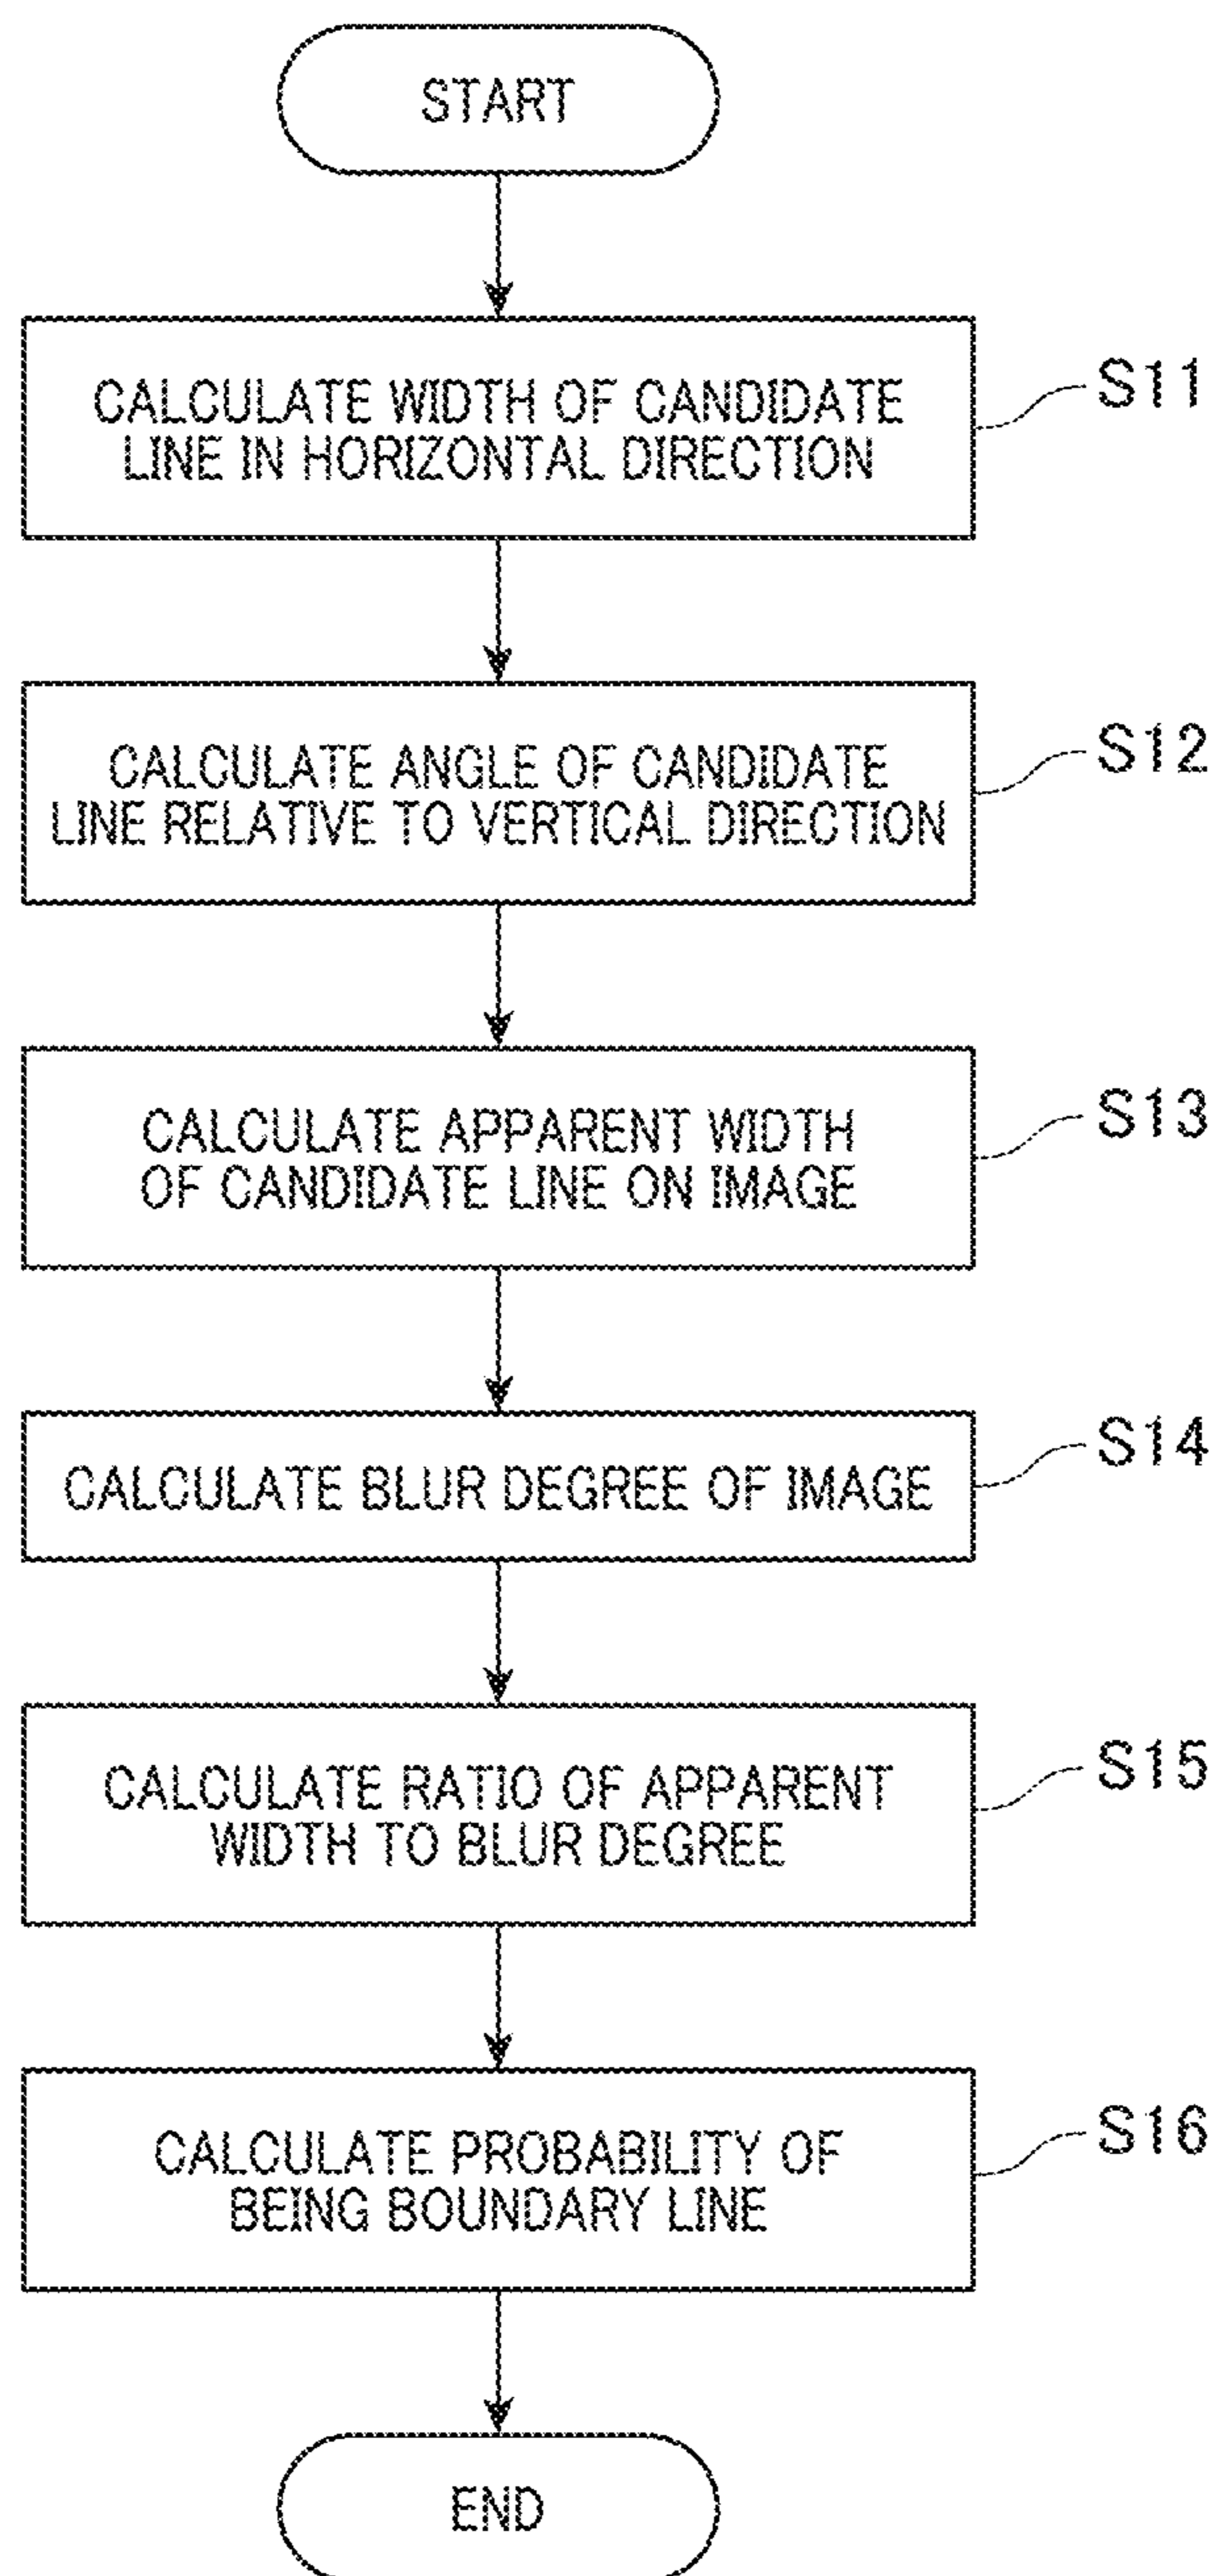 START
CALCULATE WIDTH OF CANDIDATE
LINE IN HORIZONTAL DIRECTION
S11
CALCULATE ANGLE OF CANDIDATE
LINE RELATIVE TO VERTICAL DIRECTION
S12
CALCULATE APPARENT WIDTH
OF CANDIDATE LINE ON IMAGE
S13
CALCULATE BLUR DEGREE OF IMAGE
S14
CALCULATE RATIO OF APPARENT
WIDTH TO BLUR DEGREE
S15
CALCULATE PROBABILITY OF
BEING BOUNDARY LINE
S16
END